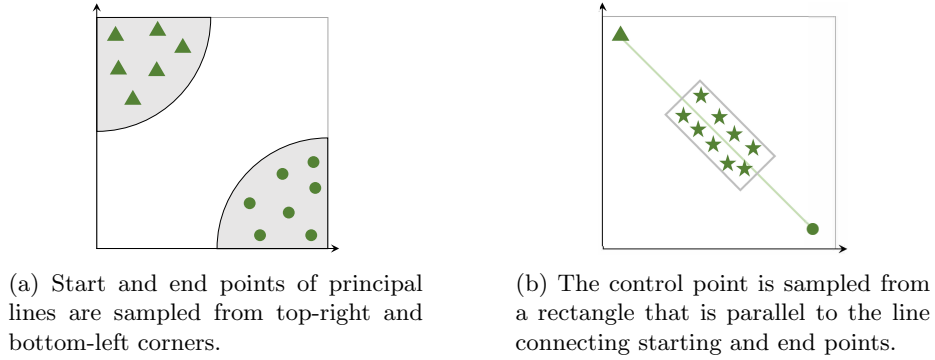 (a) Start and end points of principal
lines are sampled from top-right and
bottom-left corners.
(b) The control point is sampled from
a rectangle that is parallel to the line
connecting starting and end points.